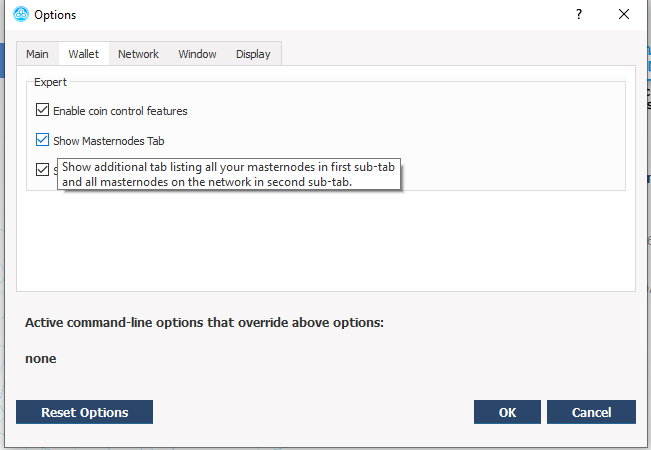 Options
?
Main Wallet Network Window Display
Expert
Enable coin control features
Show Masternodes Tab
Show additional tab listing all your masternodes in first sub-tab
and all masternodes on the network in second sub-tab.
Active command-line options that override above options:
none
Reset Options OK Cancel